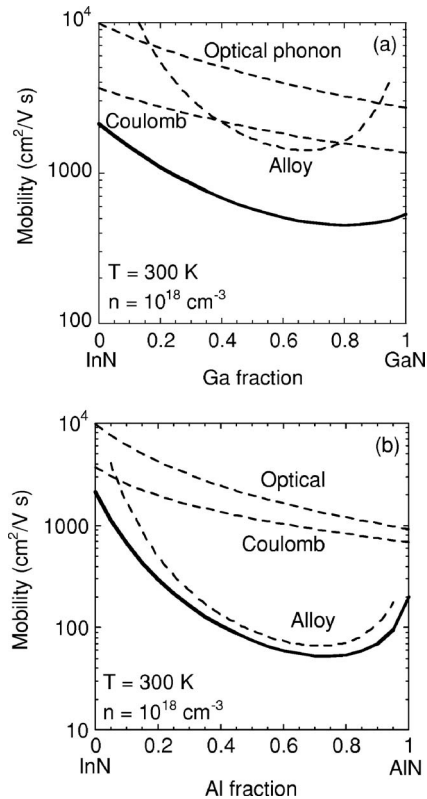 10⁴
1000
100
Mobility (cm²/V s)
(a)
Optical phonon
Coulomb
Alloy
T = 300 K
n = 10¹⁸ cm⁻³
0 0.2 0.4 0.6 0.8 1
InN GaN
Ga fraction
10⁴
1000
100
10
Mobility (cm²/V s)
(b)
Optical
Coulomb
Alloy
T = 300 K
n = 10¹⁸ cm⁻³
0 0.2 0.4 0.6 0.8 1
InN AlN
Al fraction